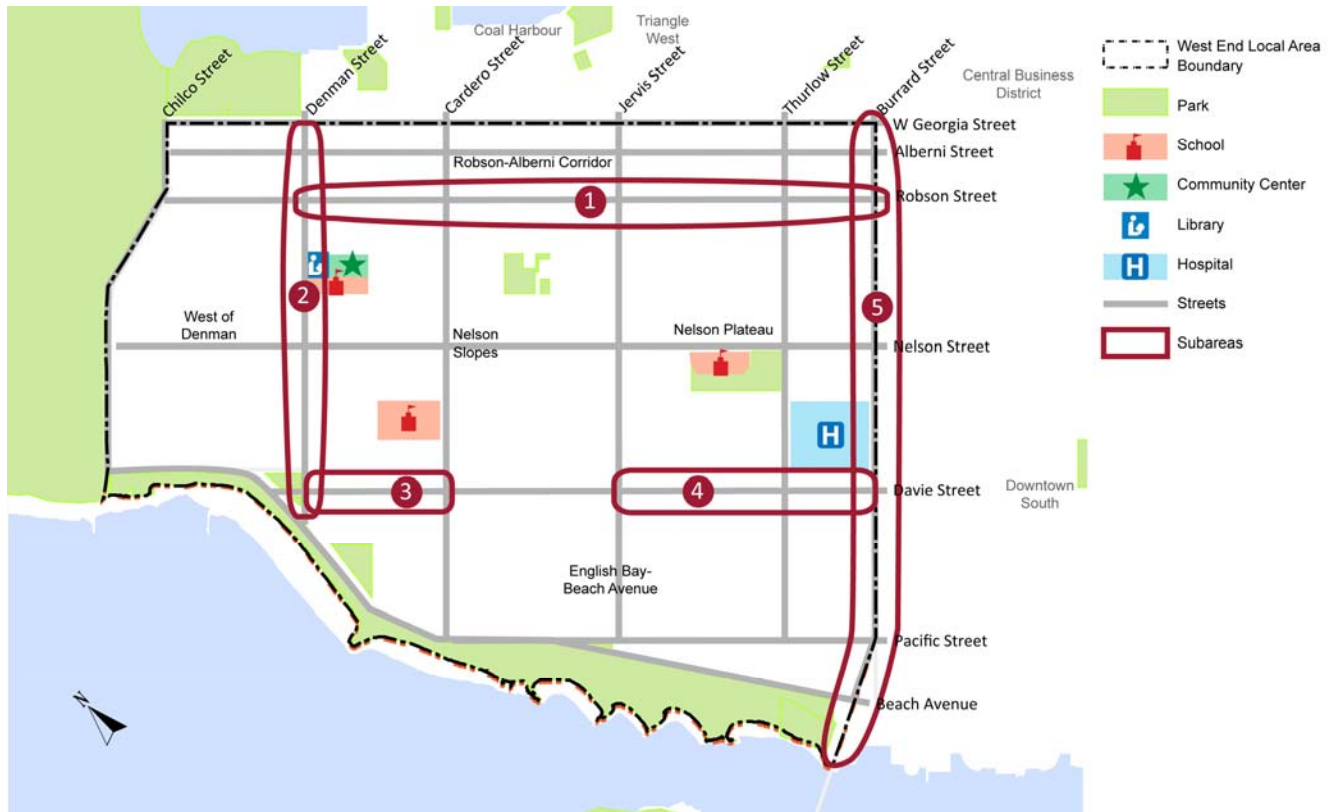 Coal Harbour
Triangle
West
Chilco Street
Denman Street
Cardero Street
Jervis Street
Thurlow Street
Burrard Street
Central Business
District
W Georgia Street
Alberni Street
Robson-Alberni Corridor
Robson Street
1
2
5
West of
Denman
Nelson
Slopes
Nelson Plateau
Nelson Street
H
3
4
Davie Street
Downtown
South
English Bay-
Beach Avenue
Pacific Street
Beach Avenue
N
West End Local Area
Boundary
Park
School
Community Center
Library
H
Hospital
Streets
Subareas